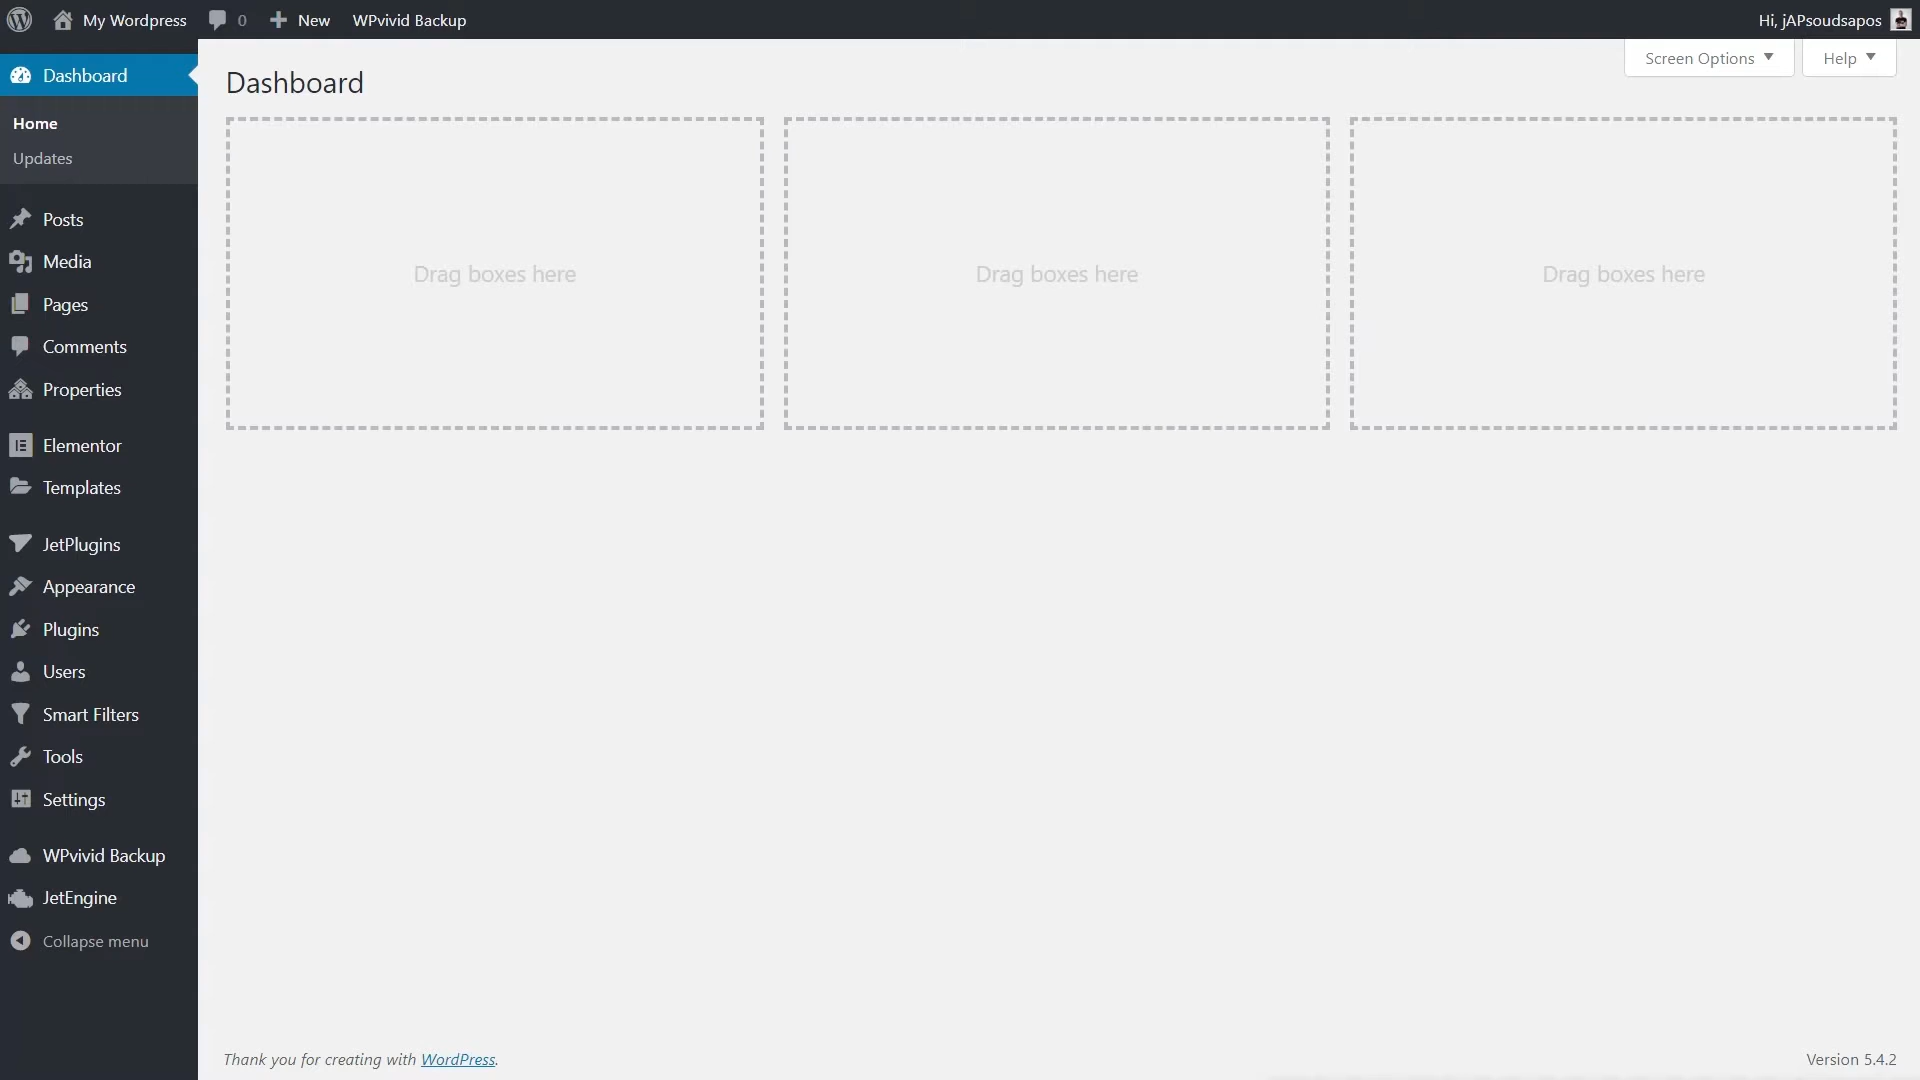 My Wordpress 0 New WPvivid Backup Hi, jAPsoudsapos
Screen Options Help
Dashboard
Dashboard
Home
Updates
Posts
Media
Pages
Comments
Properties
Elementor
Templates
JetPlugins
Appearance
Plugins
Users
Smart Filters
Tools
Settings
WPvivid Backup
JetEngine
Collapse menu
Drag boxes here Drag boxes here Drag boxes here
Thank you for creating with WordPress. Version 5.4.2